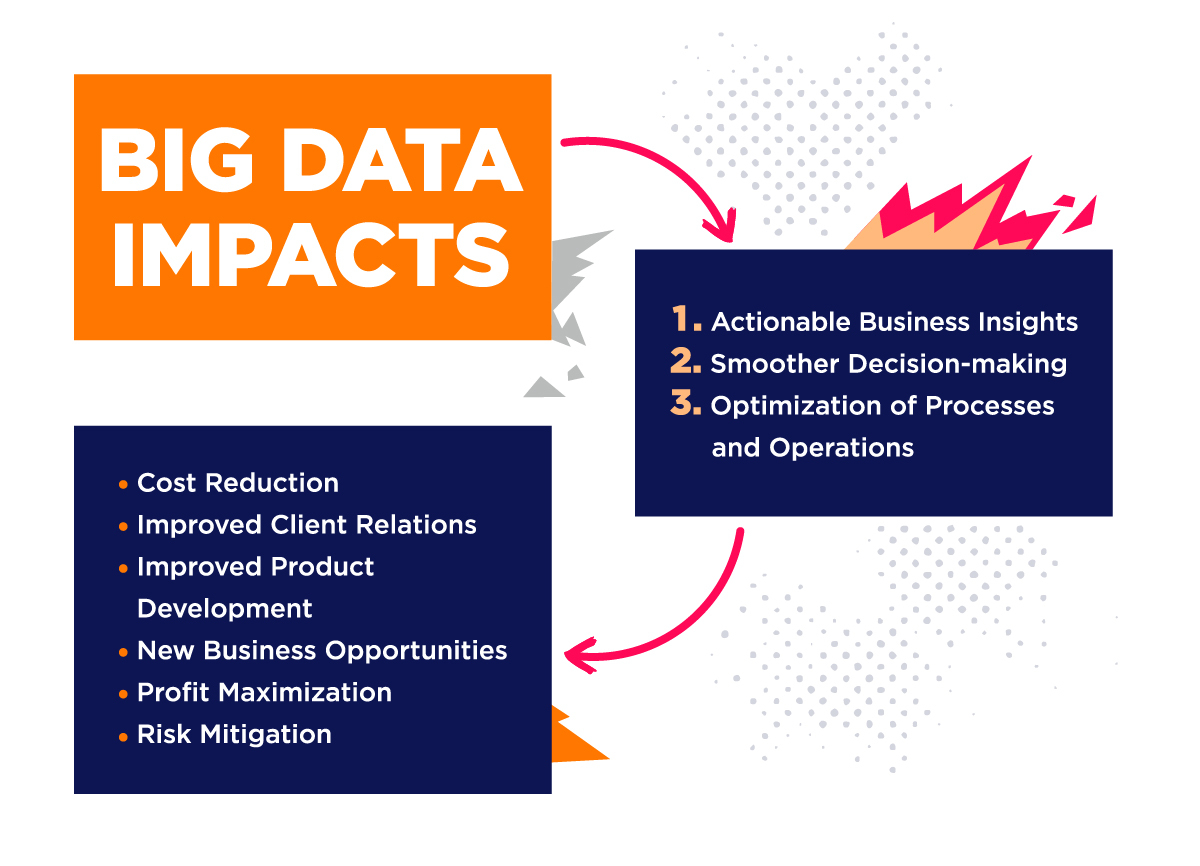 BIG DATA
IMPACTS
1. Actionable Business Insights
2. Smoother Decision-making
3. Optimization of Processes
and Operations
• Cost Reduction
• Improved Client Relations
• Improved Product
Development
• New Business Opportunities
• Profit Maximization
• Risk Mitigation